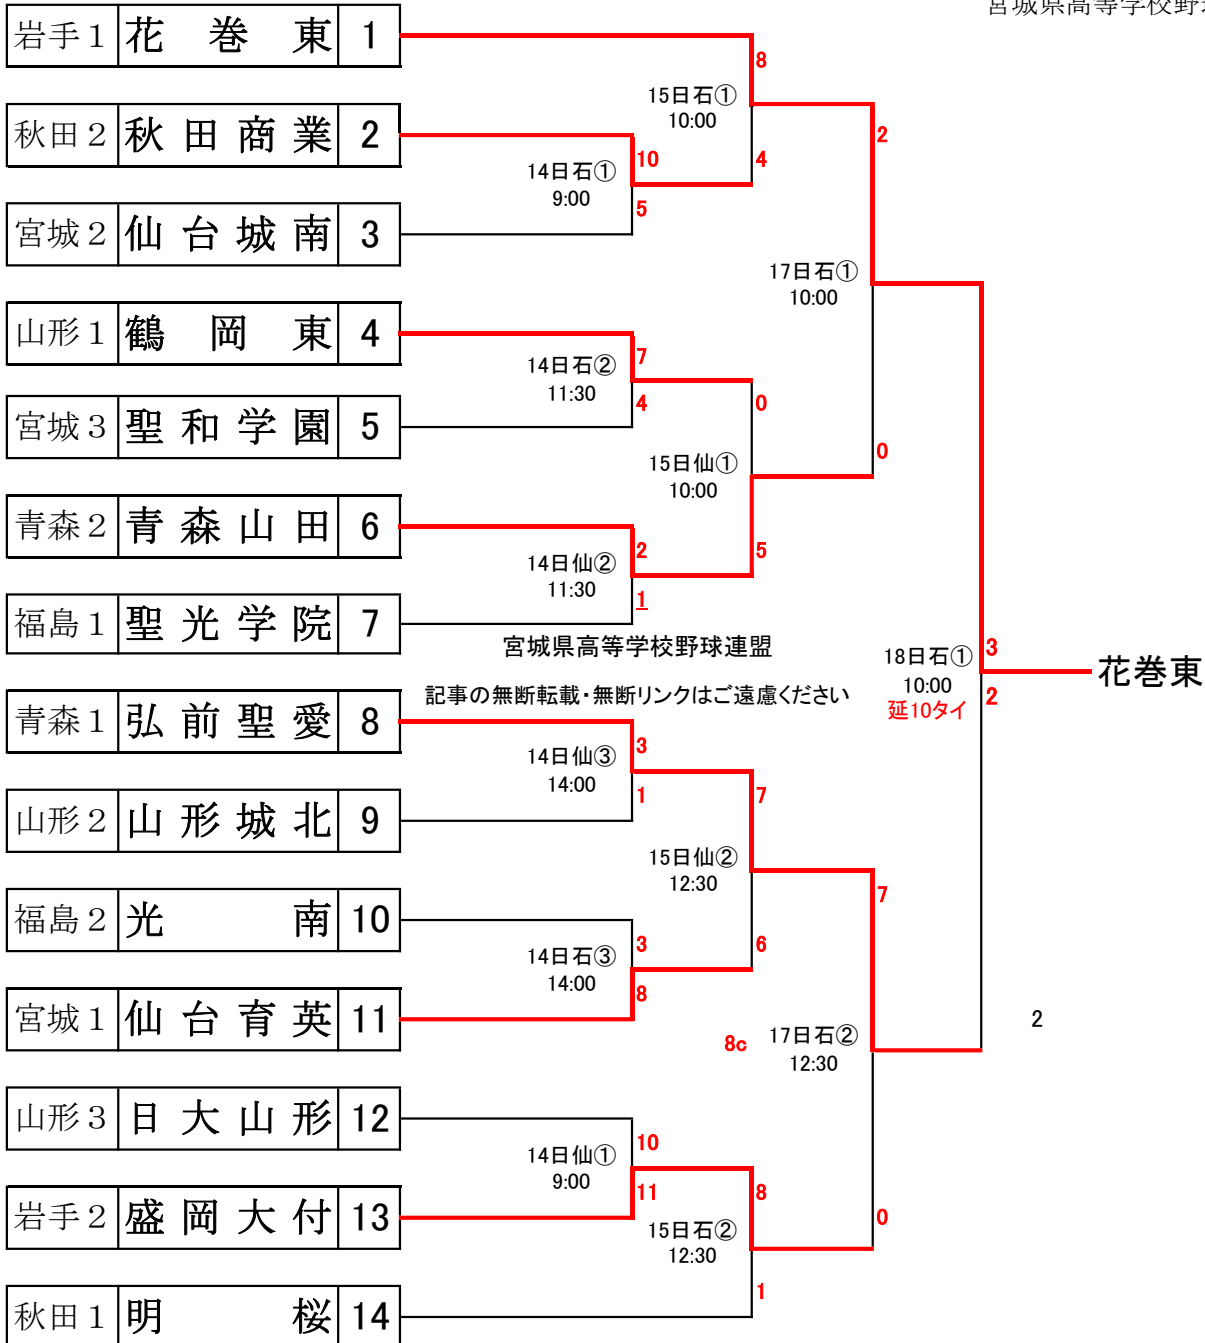 宮城県高等学校野球
岩手1 花巻東 1
8
15日石①
10:00
2
秋田2 秋田商業 2
10
4
14日石①
9:00
5
宮城2 仙台城南 3
17日石①
10:00
山形1 鶴岡東 4
7
14日石②
11:30
4
0
宮城3 聖和学園 5
15日仙①
10:00
0
青森2 青森山田 6
2
5
14日仙②
11:30
1
福島1 聖光学院 7
宮城県高等学校野球連盟
18日石①
10:00
延10タイ
3
2
花巻東
記事の無断転載・無断リンクはご遠慮ください
青森1 弘前聖愛 8
3
14日仙③
14:00
1
7
山形2 山形城北 9
15日仙②
12:30
7
福島2 光南 10
3
6
14日石③
14:00
8
宮城1 仙台育英 11
8c
17日石②
12:30
2
山形3 日大山形 12
10
14日仙①
9:00
11
8
岩手2 盛岡大付 13
0
15日石②
12:30
1
秋田1 明桜 14